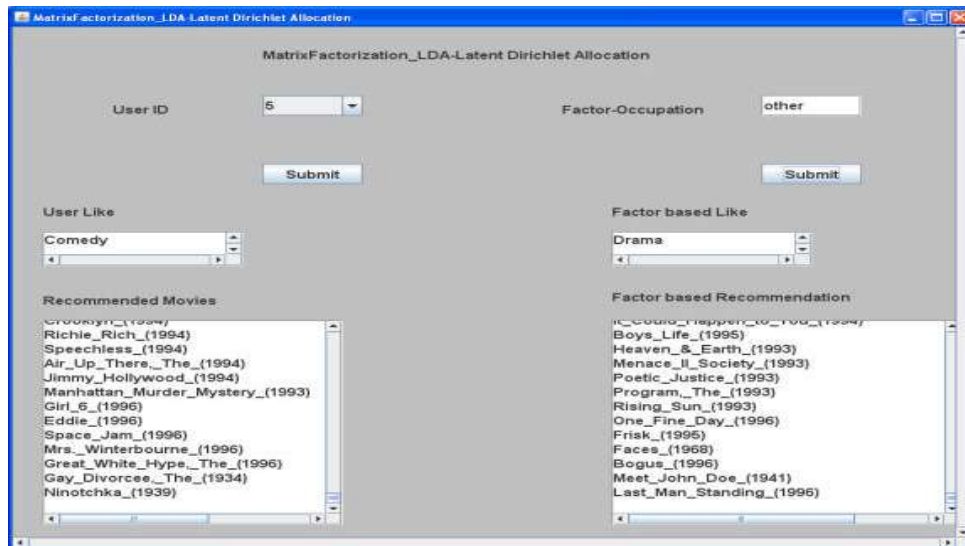 MatrixFactorization_LDA-Latent Dirichlet Allocation
MatrixFactorization_LDA-Latent Dirichlet Allocation
User ID
5
Factor-Occupation
other
Submit
Submit
User Like
Factor based Like
Comedy
Drama
Recommended Movies
Factor based Recommendation
Crooklyn_(1994)
Richie_Rich_(1994)
Speechless_(1994)
Air_Up_There,_The_(1994)
Jimmy_Hollywood_(1994)
Manhattan_Murder_Mystery_(1993)
Girl_6_(1996)
Eddie_(1996)
Space_Jam_(1996)
Mrs._Winterbourne_(1996)
Great_White_Hype,_The_(1996)
Gay_Divorcee,_The_(1934)
Ninotchka_(1939)
It_Could_Happen_to_You_(1994)
Boys_Life_(1995)
Heaven_&_Earth_(1993)
Menace_II_Society_(1993)
Poetic_Justice_(1993)
Program,_The_(1993)
Rising_Sun_(1993)
One_Fine_Day_(1996)
Frisk_(1995)
Faces_(1968)
Bogus_(1996)
Meet_John_Doe_(1941)
Last_Man_Standing_(1996)